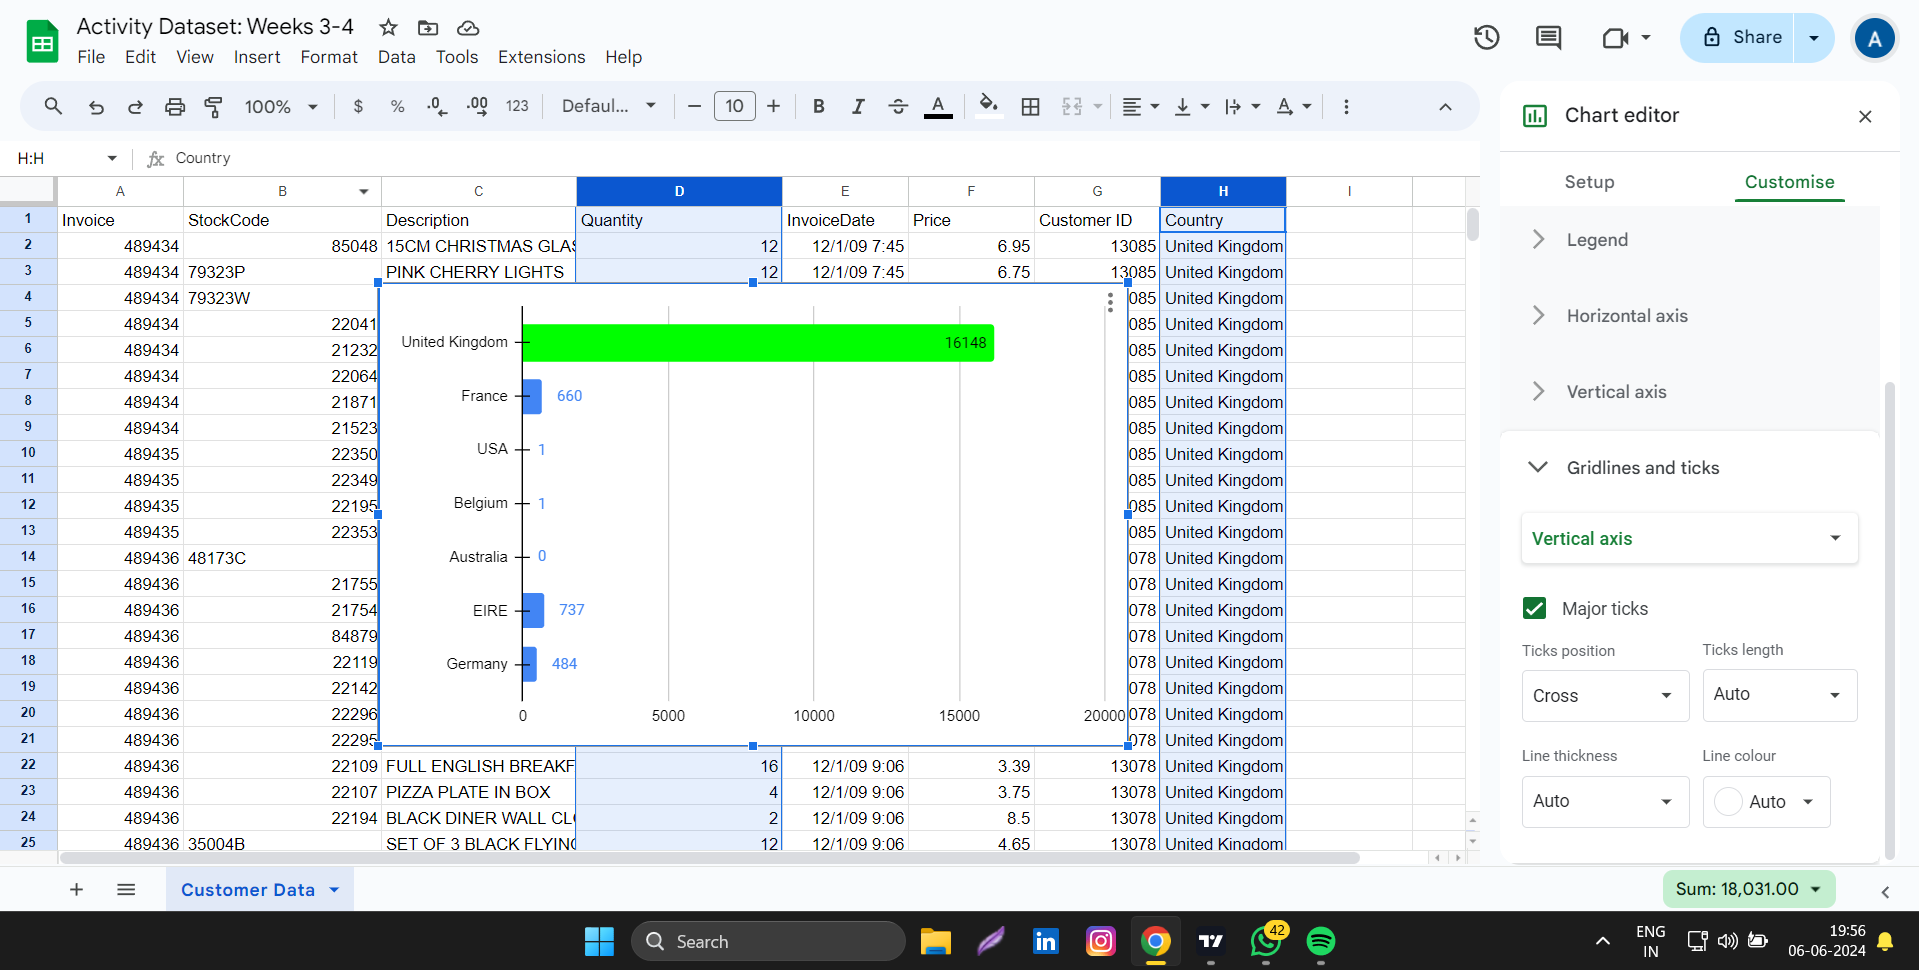 Activity Dataset: Weeks 3-4
File Edit View Insert Format Data Tools Extensions Help
Share
A
100% $ % .0 .00 123 Defaul... 10 B I A
H:H Country
A B C D E F G H I
1 Invoice StockCode Description Quantity InvoiceDate Price Customer ID Country
2 489434 85048 15CM CHRISTMAS GLAS 12 12/1/09 7:45 6.95 13085 United Kingdom
3 489434 79323P PINK CHERRY LIGHTS 12 12/1/09 7:45 6.75 13085 United Kingdom
4 489434 79323W 085 United Kingdom
5 489434 22041 085 United Kingdom
6 489434 21232 085 United Kingdom
7 489434 22064 085 United Kingdom
8 489434 21871 085 United Kingdom
9 489434 21523 085 United Kingdom
10 489435 22350 085 United Kingdom
11 489435 22349 085 United Kingdom
12 489435 22195 085 United Kingdom
13 489435 22353 085 United Kingdom
14 489436 48173C 078 United Kingdom
15 489436 21755 078 United Kingdom
16 489436 21754 078 United Kingdom
17 489436 84879 078 United Kingdom
18 489436 22119 078 United Kingdom
19 489436 22142 078 United Kingdom
20 489436 22296 078 United Kingdom
21 489436 22295 078 United Kingdom
22 489436 22109 FULL ENGLISH BREAKF 16 12/1/09 9:06 3.39 13078 United Kingdom
23 489436 22107 PIZZA PLATE IN BOX 4 12/1/09 9:06 3.75 13078 United Kingdom
24 489436 22194 BLACK DINER WALL CL 2 12/1/09 9:06 8.5 13078 United Kingdom
25 489436 35004B SET OF 3 BLACK FLYING 12 12/1/09 9:06 4.65 13078 United Kingdom
United Kingdom 16148
France 660
USA 1
Belgium 1
Australia 0
EIRE 737
Germany 484
0 5000 10000 15000 20000
Chart editor
Setup Customise
Legend
Horizontal axis
Vertical axis
Gridlines and ticks
Vertical axis
Major ticks
Ticks position Ticks length
Cross Auto
Line thickness Line colour
Auto Auto
Customer Data
Sum: 18,031.00
Search
42
ENG
IN
19:56
06-06-2024